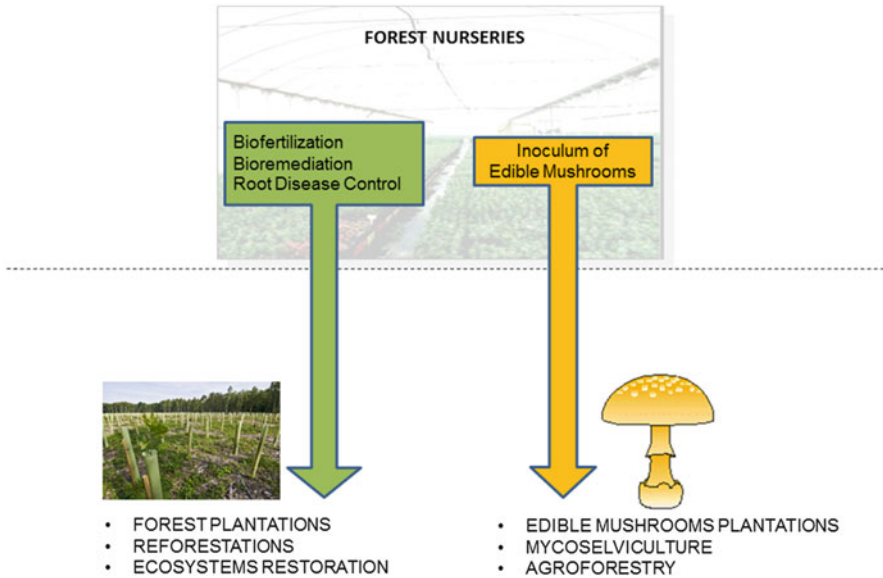 FOREST NURSERIES
Biofertilization
Bioremediation
Root Disease Control
Inoculum of
Edible Mushrooms
• FOREST PLANTATIONS
• REFORESTATIONS
• ECOSYSTEMS RESTORATION
• EDIBLE MUSHROOMS PLANTATIONS
• MYCOSELVICULTURE
• AGROFORESTRY